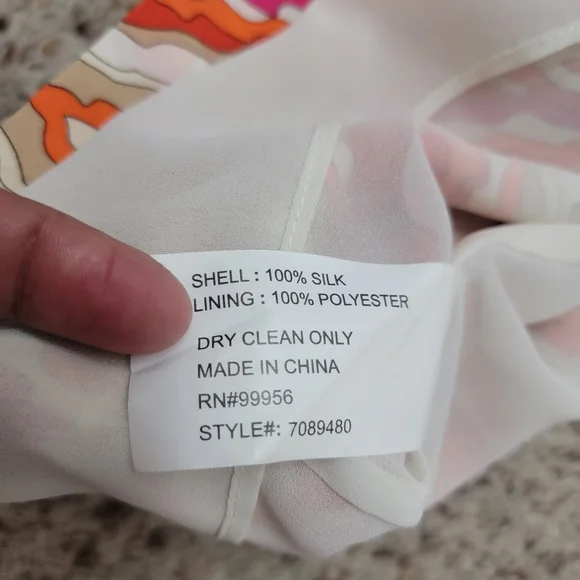 SHELL : 100% SILK
LINING : 100% POLYESTER
DRY CLEAN ONLY
MADE IN CHINA
RN#99956
STYLE#: 7089480